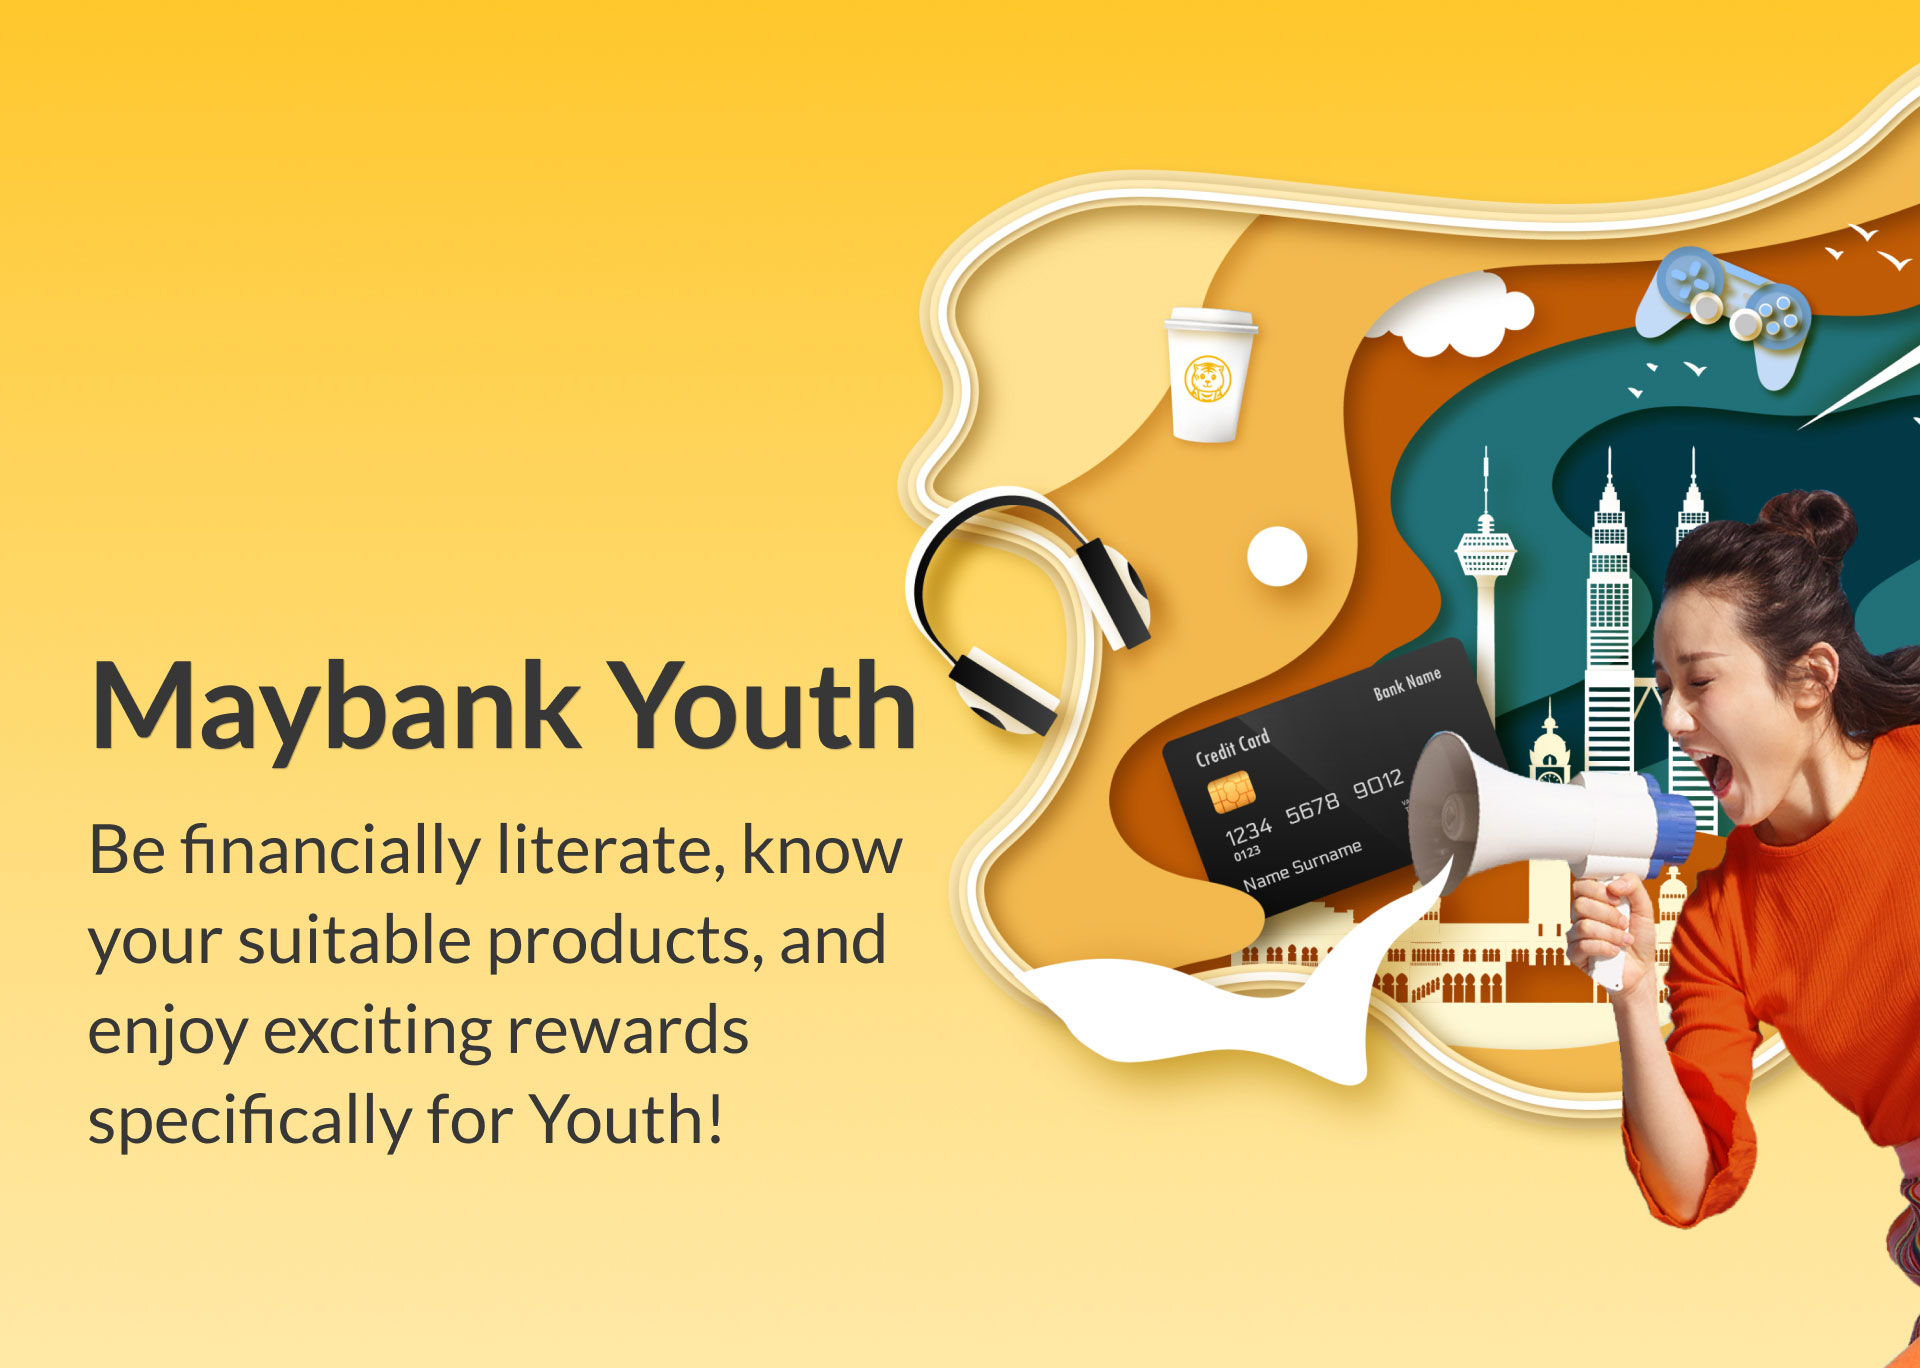 Maybank Youth
Be financially literate, know
your suitable products, and
enjoy exciting rewards
specifically for Youth!
Bank Name
Credit Card
1234 5678 9012
0123
Name Surname